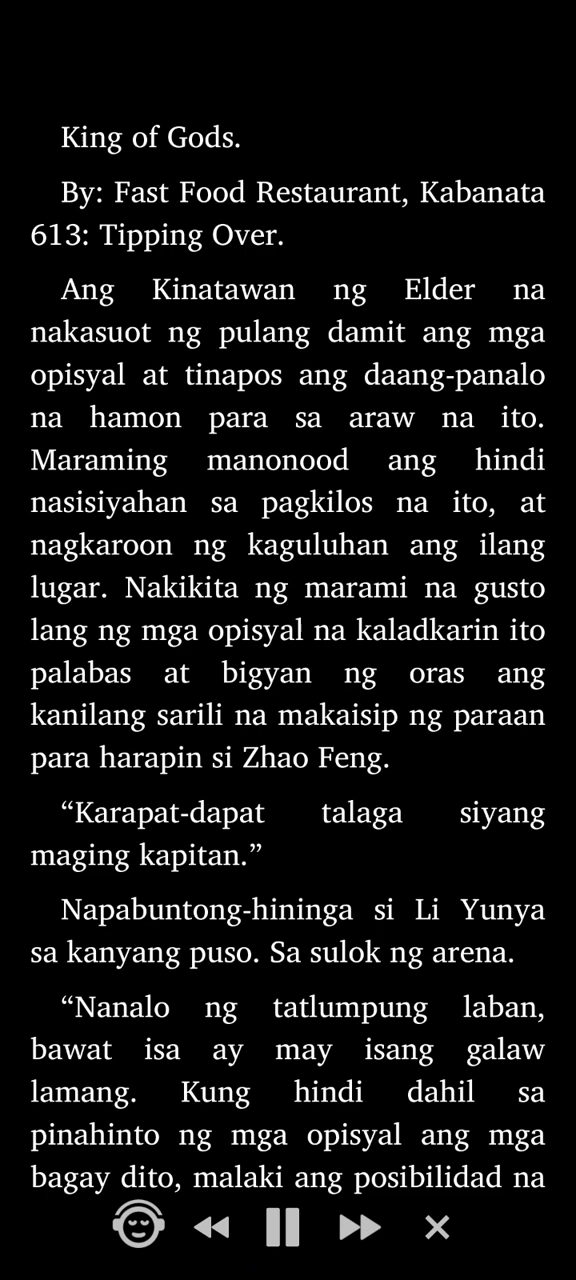 King of Gods.
By: Fast Food Restaurant, Kabanata
613: Tipping Over.
Ang Kinatawan ng Elder na
nakasuot ng pulang damit ang mga
opisyal at tinapos ang daang-panalo
na hamon para sa araw na ito.
Maraming manonood ang hindi
nasisiyahan sa pagkilos na ito, at
nagkaroon ng kaguluhan ang ilang
lugar. Nakikita ng marami na gusto
lang ng mga opisyal na kaladkarin ito
palabas at bigyan ng oras ang
kanilang sarili na makaisip ng paraan
para harapin si Zhao Feng.
“Karapat-dapat talaga siyang
maging kapitan.”
Napabuntong-hininga si Li Yunya
sa kanyang puso. Sa sulok ng arena.
“Nanalo ng tatlumpung laban,
bawat isa ay may isang galaw
lamang. Kung hindi dahil sa
pinahinto ng mga opisyal ang mga
bagay dito, malaki ang posibilidad na